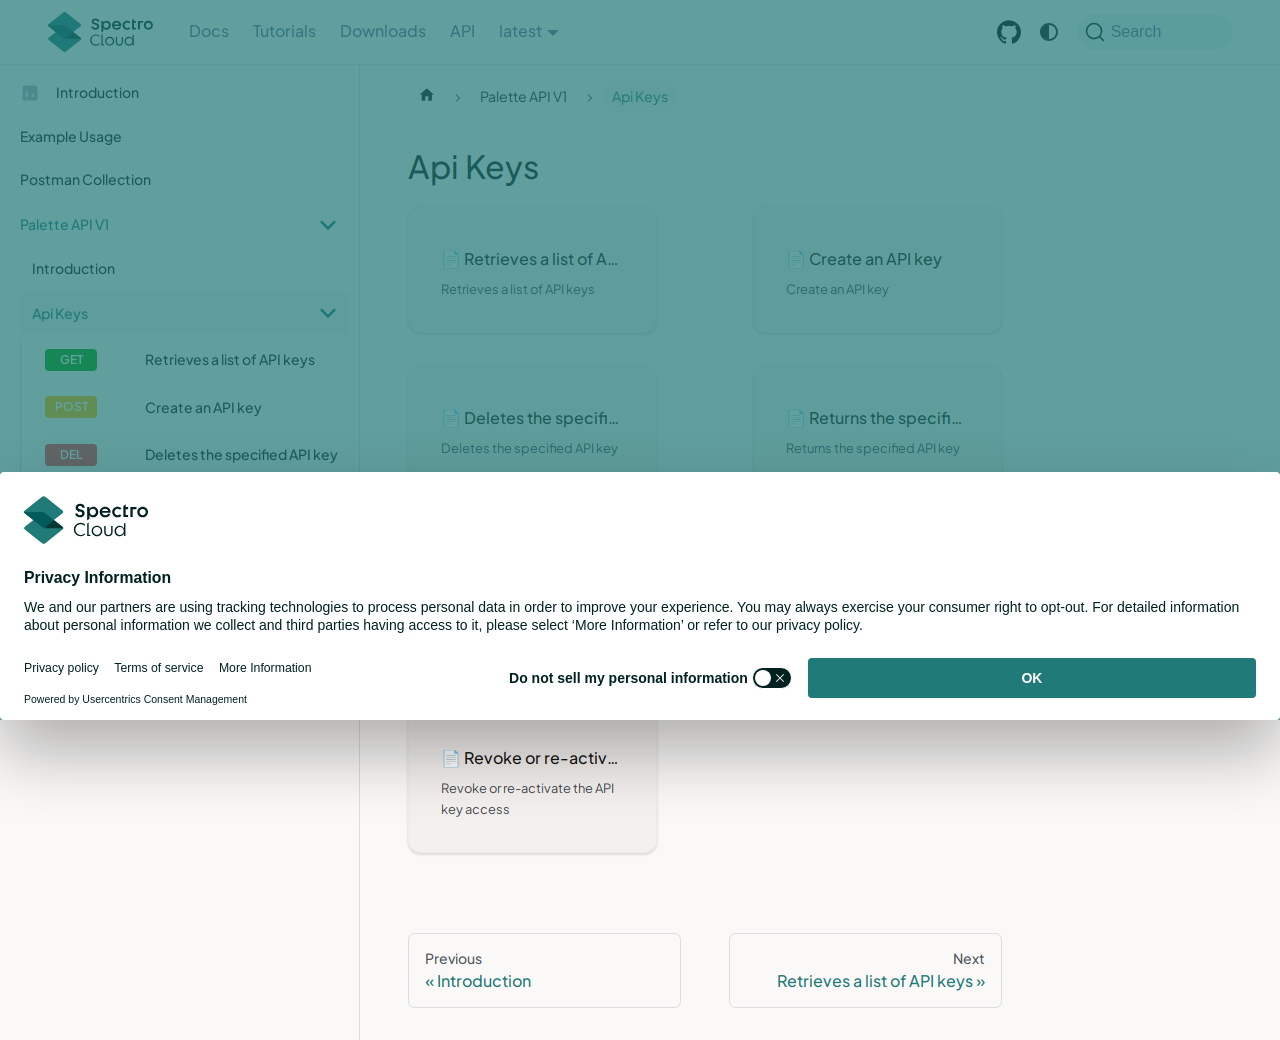 Spectro Cloud
Docs
Tutorials
Downloads
API
latest
Search
Introduction
Example Usage
Postman Collection
Palette API V1
Introduction
Api Keys
GET Retrieves a list of API keys
POST Create an API key
DEL Deletes the specified API key
Palette API V1
Api Keys
Api Keys
Retrieves a list of A...
Retrieves a list of API keys
Create an API key
Create an API key
Deletes the specifi...
Deletes the specified API key
Returns the specifi...
Returns the specified API key
Spectro
Cloud
Privacy Information
We and our partners are using tracking technologies to process personal data in order to improve your experience. You may always exercise your consumer right to opt-out. For detailed information
about personal information we collect and third parties having access to it, please select ‘More Information’ or refer to our privacy policy.
Privacy policy
Terms of service
More Information
Powered by Usercentrics Consent Management
Do not sell my personal information
OK
Revoke or re-activ...
Revoke or re-activate the API
key access
Previous
« Introduction
Next
Retrieves a list of API keys »